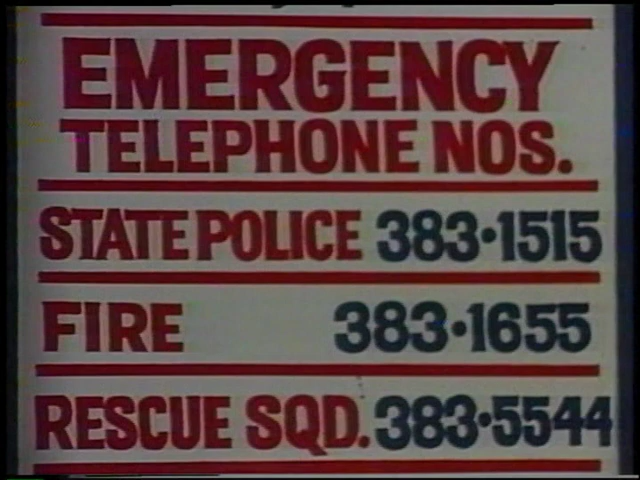 EMERGENCY
TELEPHONE NOS.
STATE POLICE 383·1515
FIRE 383·1655
RESCUE SQD. 383·5544